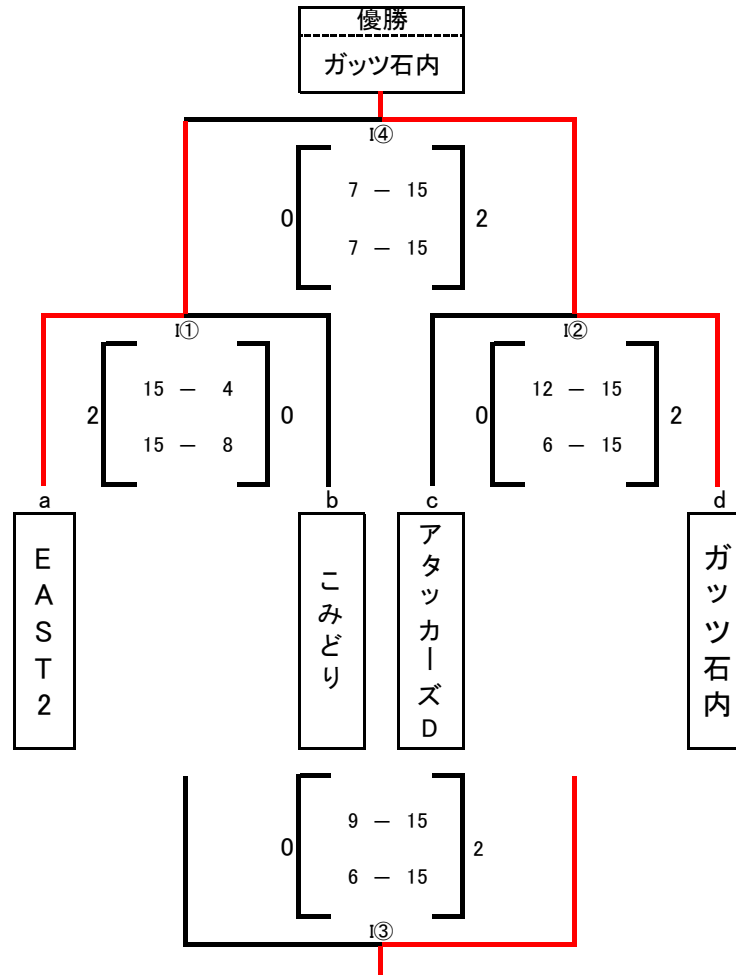 優勝
ガッツ石内
I④
7 － 15
0 2
7 － 15
I① I②
15 － 4 12 － 15
2 0 0 2
15 － 8 6 － 15
a b c d
EAST2
こみどり
アタッカーズD
ガッツ石内
9 － 15
0 2
6 － 15
I③